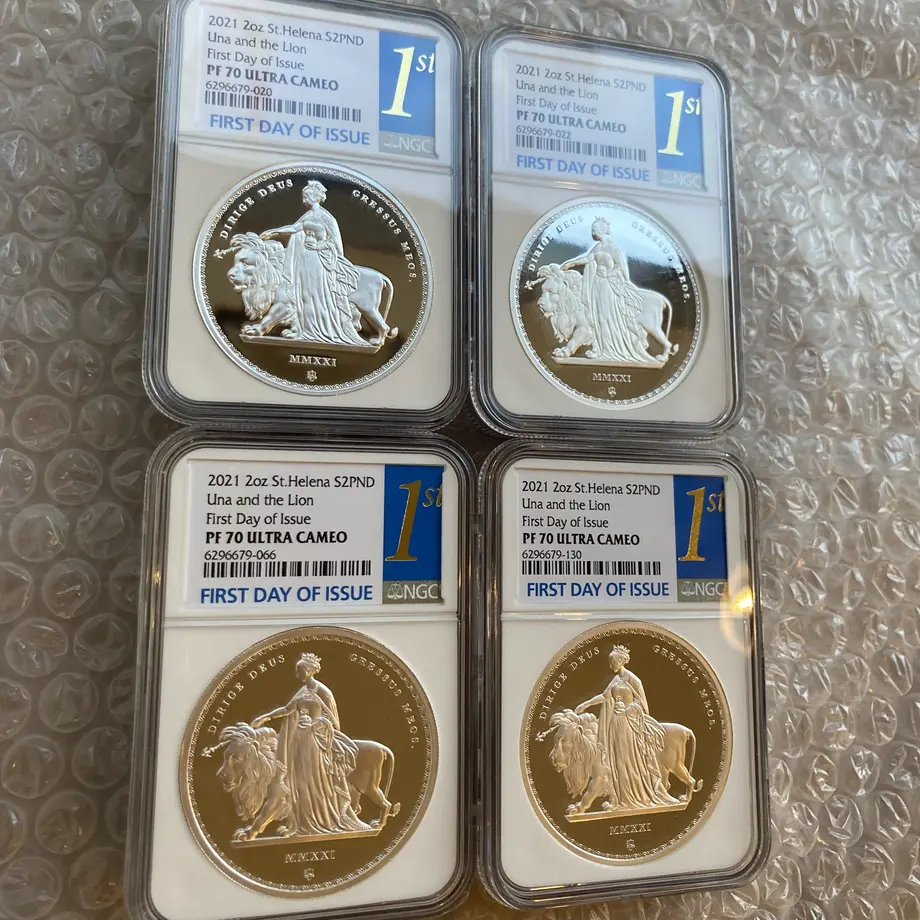 2021 2oz St.Helena S2PND
Una and the Lion
First Day of Issue
PF 70 ULTRA CAMEO
6296679-020
FIRST DAY OF ISSUE
1st
NGC
DIRIGE DEUS GRESSUS MEOS.
MMXXI
2021 2oz St.Helena S2PND
Una and the Lion
First Day of Issue
PF 70 ULTRA CAMEO
6296679-022
FIRST DAY OF ISSUE
1st
NGC
DIRIGE DEUS GRESSUS MEOS.
MMXXI
2021 2oz St.Helena S2PND
Una and the Lion
First Day of Issue
PF 70 ULTRA CAMEO
6296679-066
FIRST DAY OF ISSUE
1st
NGC
DIRIGE DEUS GRESSUS MEOS.
MMXXI
2021 2oz St.Helena S2PND
Una and the Lion
First Day of Issue
PF 70 ULTRA CAMEO
6296679-130
FIRST DAY OF ISSUE
1st
NGC
DIRIGE DEUS GRESSUS MEOS.
MMXXI